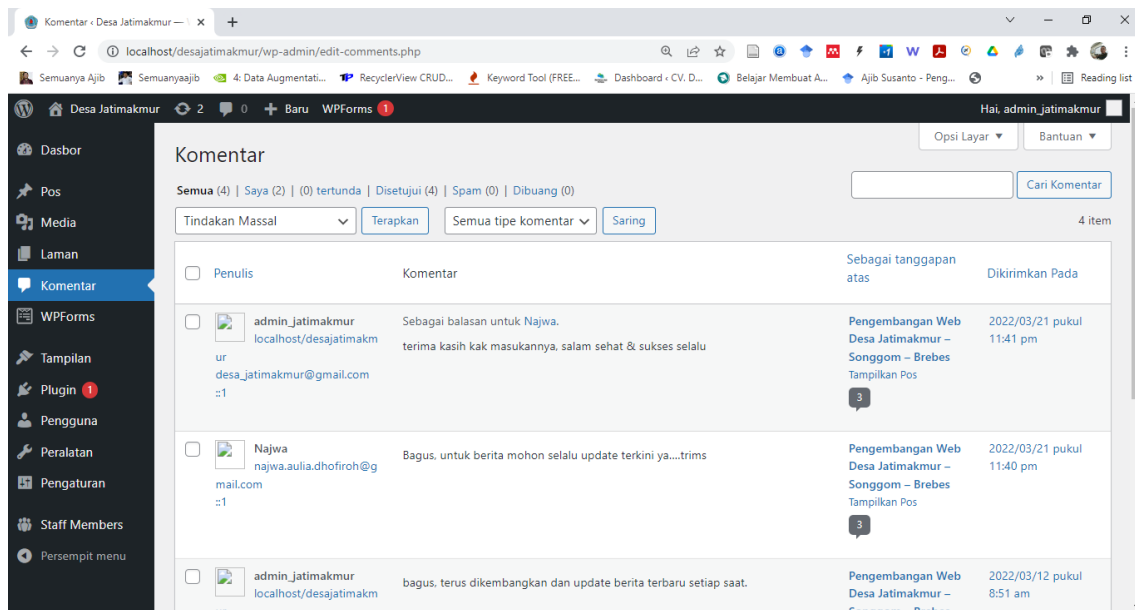 Komentar ‹ Desa Jatimakmur — 
localhost/desajatimakmur/wp-admin/edit-comments.php
Semuanya Ajib Semuanyaajib 4: Data Augmentati... RecyclerView CRUD... Keyword Tool (FREE... Dashboard ‹ CV. D... Belajar Membuat A... Ajib Susanto - Peng... » Reading list
Desa Jatimakmur 2 0 Baru WPForms 1 Hai, admin_jatimakmur
Opsi Layar ▼ Bantuan ▼
Dasbor
Pos
Media
Laman
Komentar
WPForms
Tampilan
Plugin 1
Pengguna
Peralatan
Pengaturan
Staff Members
Persempit menu
Komentar
Semua (4) | Saya (2) | (0) tertunda | Disetujui (4) | Spam (0) | Dibuang (0)
Cari Komentar
Tindakan Massal Terapkan Semua tipe komentar Saring 4 item
Penulis Komentar Sebagai tanggapan
atas Dikirimkan Pada
admin_jatimakmur
localhost/desajatimakm
ur
desa_jatimakmur@gmail.com
::1
Sebagai balasan untuk Najwa.
terima kasih kak masukannya, salam sehat & sukses selalu
Pengembangan Web
Desa Jatimakmur –
Songgom – Brebes
Tampilkan Pos
3
2022/03/21 pukul
11:41 pm
Najwa
najwa.aulia.dhofiroh@g
mail.com
::1
Bagus, untuk berita mohon selalu update terkini ya....trims
Pengembangan Web
Desa Jatimakmur –
Songgom – Brebes
Tampilkan Pos
3
2022/03/21 pukul
11:40 pm
admin_jatimakmur
localhost/desajatimakm
bagus, terus dikembangkan dan update berita terbaru setiap saat.
Pengembangan Web
Desa Jatimakmur –
2022/03/12 pukul
8:51 am